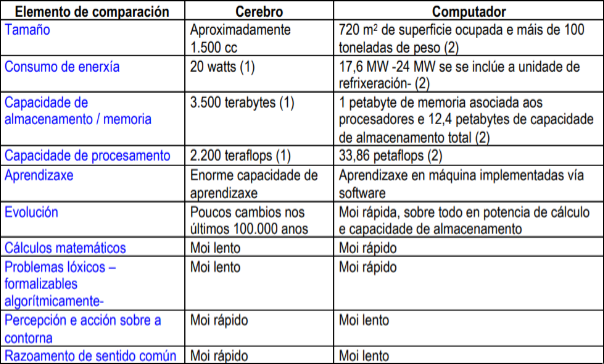 Elemento de comparación Cerebro Computador
Tamaño Aproximadamente 720 m² de superficie ocupada e máis de 100
1.500 cc toneladas de peso (2)
Consumo de enerxía 20 watts (1) 17,6 MW -24 MW se se inclúe a unidade de
refrixeración- (2)
Capacidade de 3.500 terabytes (1) 1 petabyte de memoria asociada aos
almacenamento / memoria procesadores e 12,4 petabytes de capacidade
de almacenamento total (2)
Capacidade de procesamento 2.200 teraflops (1) 33,86 petaflops (2)
Aprendizaxe Enorme capacidade de Aprendizaxe en máquina implementadas vía
aprendizaxe software
Evolución Poucos cambios nos Moi rápida, sobre todo en potencia de cálculo
últimos 100.000 anos e capacidade de almacenamento
Cálculos matemáticos Moi lento Moi rápido
Problemas lóxicos – Moi lento Moi rápido
formalizables
algorítmicamente-
Percepción e acción sobre a Moi rápido Moi lento
contorna
Razoamento de sentido común Moi rápido Moi lento